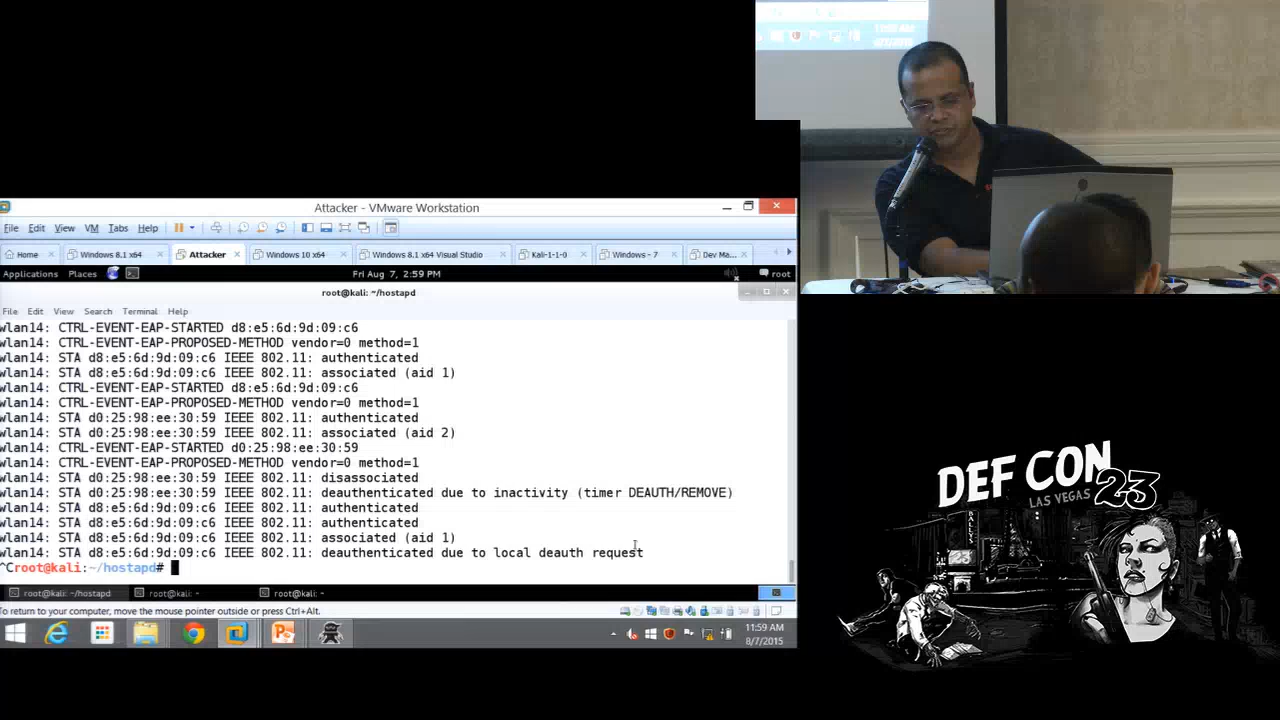 Attacker - VMware Workstation
File Edit View VM Tabs Help
Home Windows 8.1 x64 Attacker Windows 10 x64 Windows 8.1 x64 Visual Studio Kali-1-1-0 Windows - 7 Dev Ma...
Applications Places Fri Aug 7, 2:59 PM root
root@kali: ~/hostapd
File Edit View Search Terminal Help
wlan14: CTRL-EVENT-EAP-STARTED d8:e5:6d:9d:09:c6
wlan14: CTRL-EVENT-EAP-PROPOSED-METHOD vendor=0 method=1
wlan14: STA d8:e5:6d:9d:09:c6 IEEE 802.11: authenticated
wlan14: STA d8:e5:6d:9d:09:c6 IEEE 802.11: associated (aid 1)
wlan14: CTRL-EVENT-EAP-STARTED d8:e5:6d:9d:09:c6
wlan14: CTRL-EVENT-EAP-PROPOSED-METHOD vendor=0 method=1
wlan14: STA d0:25:98:ee:30:59 IEEE 802.11: authenticated
wlan14: STA d0:25:98:ee:30:59 IEEE 802.11: associated (aid 2)
wlan14: CTRL-EVENT-EAP-STARTED d0:25:98:ee:30:59
wlan14: CTRL-EVENT-EAP-PROPOSED-METHOD vendor=0 method=1
wlan14: STA d0:25:98:ee:30:59 IEEE 802.11: disassociated
wlan14: STA d0:25:98:ee:30:59 IEEE 802.11: deauthenticated due to inactivity (timer DEAUTH/REMOVE)
wlan14: STA d8:e5:6d:9d:09:c6 IEEE 802.11: authenticated
wlan14: STA d8:e5:6d:9d:09:c6 IEEE 802.11: authenticated
wlan14: STA d8:e5:6d:9d:09:c6 IEEE 802.11: associated (aid 1)
wlan14: STA d8:e5:6d:9d:09:c6 IEEE 802.11: deauthenticated due to local deauth request
^Croot@kali:~/hostapd#
root@kali: ~/hostapd root@kali: ~ root@kali: ~
To return to your computer, move the mouse pointer outside or press Ctrl+Alt.
11:59 AM
8/7/2015
DEF CON
23
LAS VEGAS
BALLYS